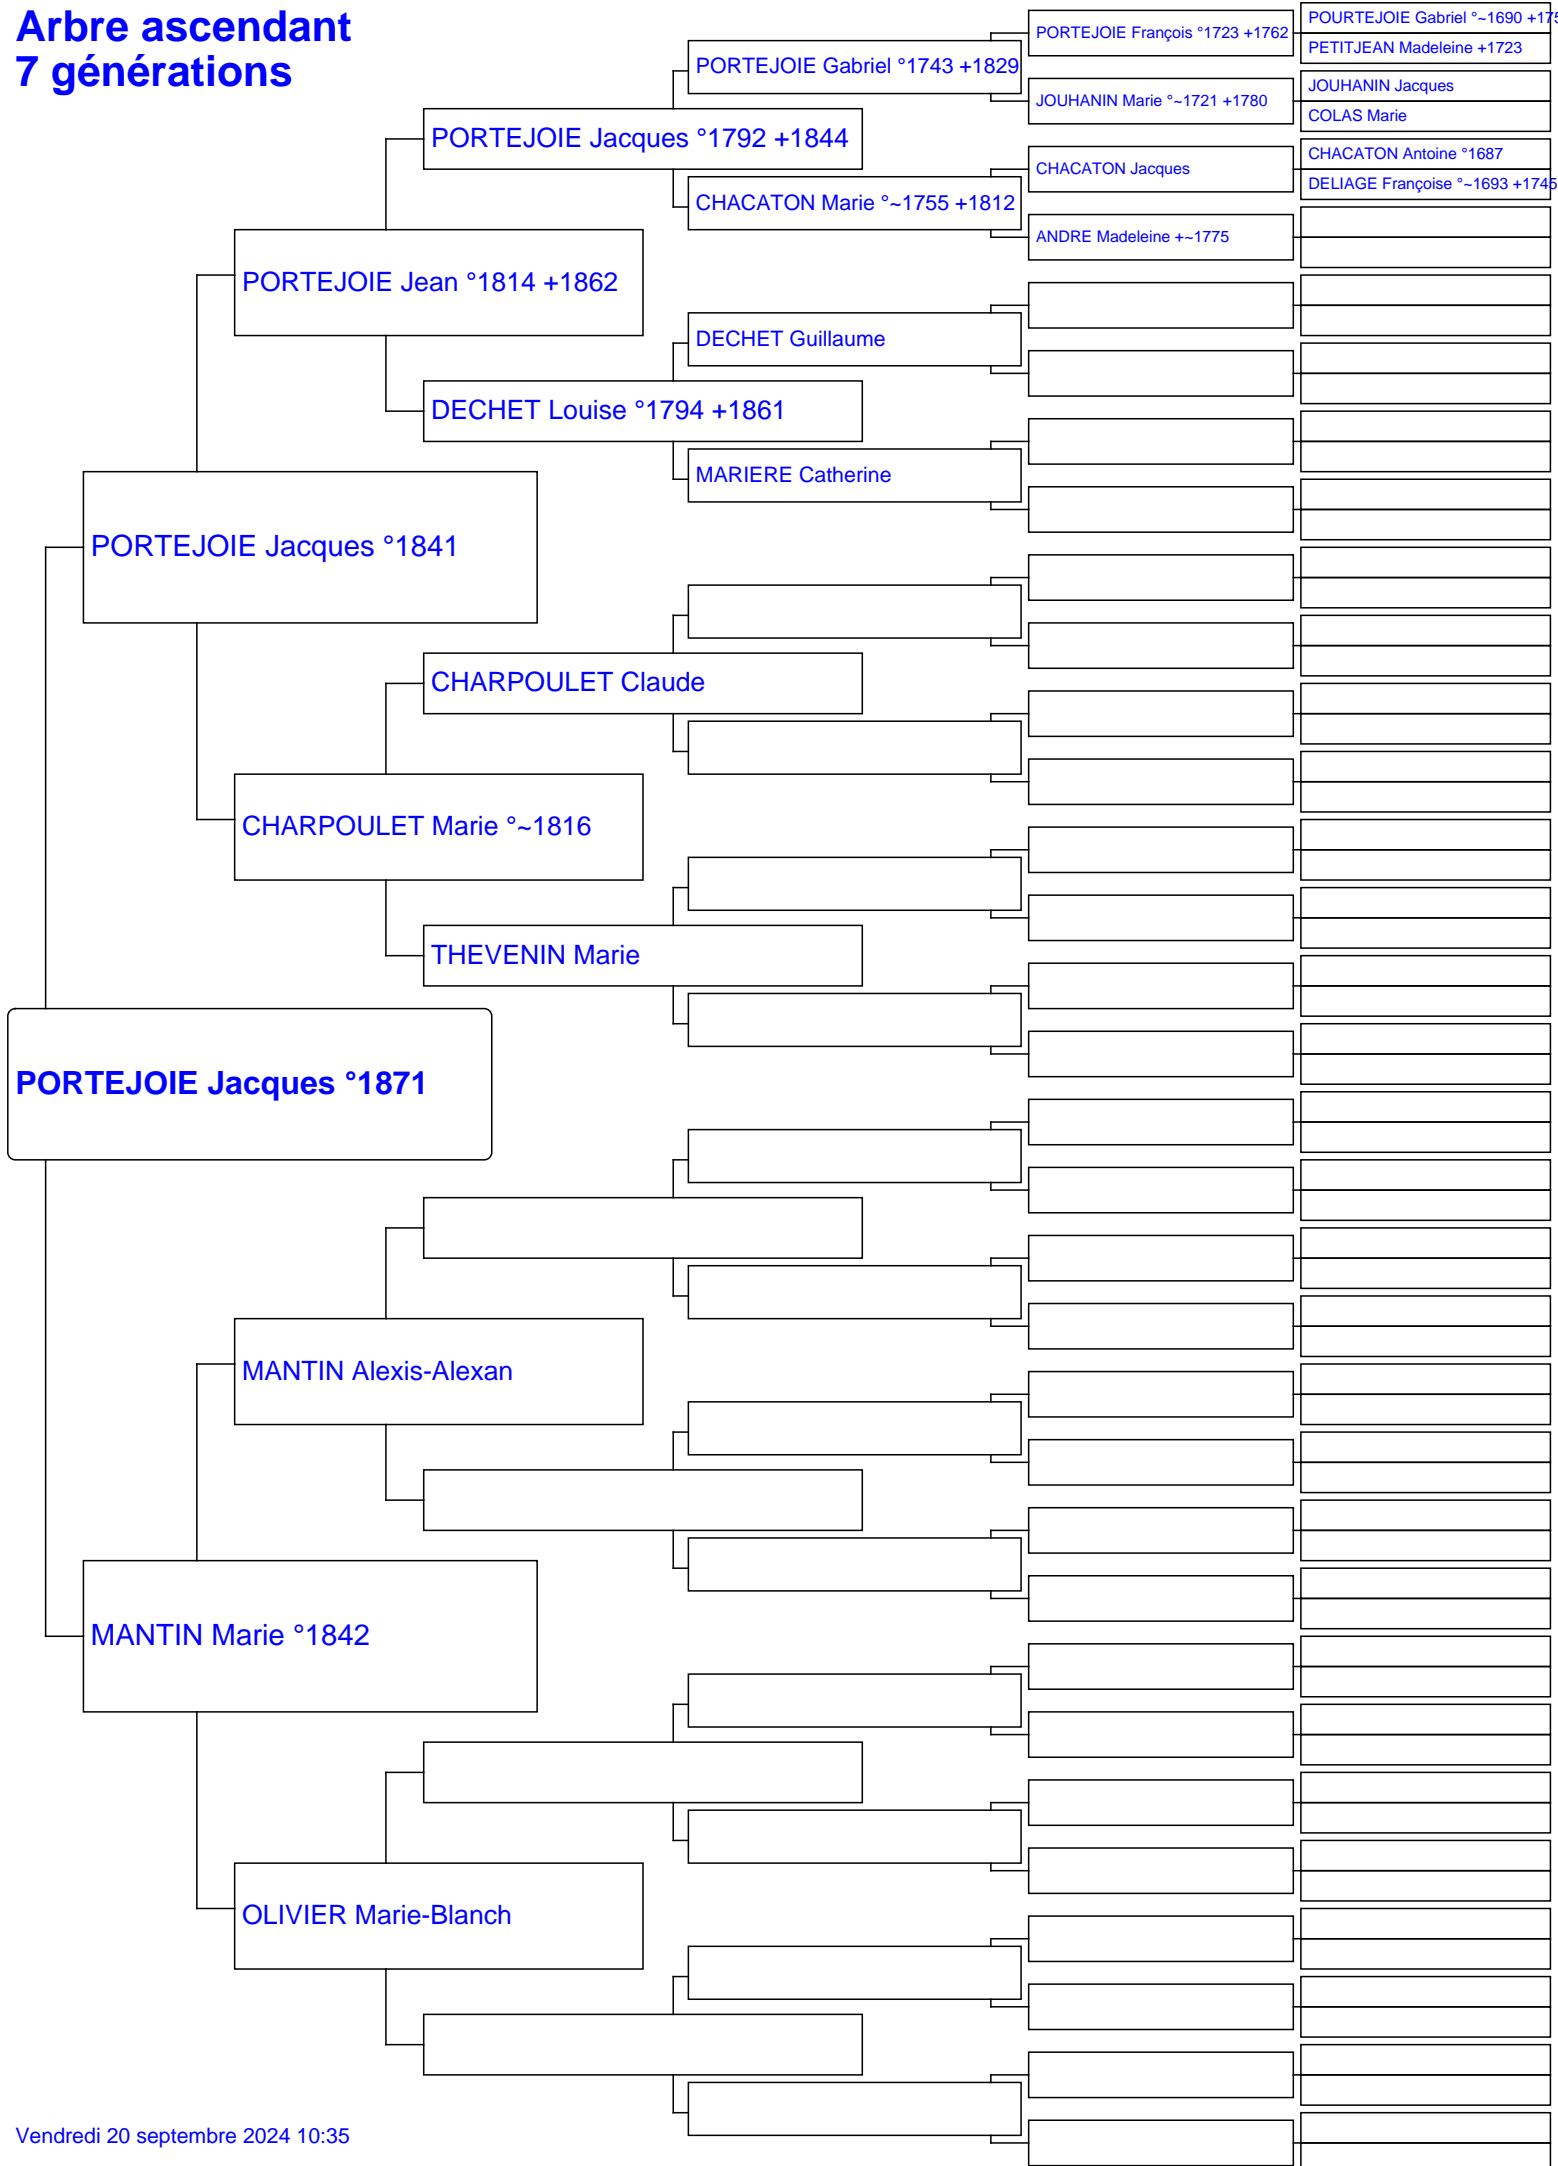 Arbre ascendant
7 générations
POURTEJOIE Gabriel °~1690
PORTEJOIE François °1723 +1762
PETITJEAN Madeleine +1723
PORTEJOIE Gabriel °1743 +1829
JOUHANIN Jacques
JOUHANIN Marie °~1721 +1780
COLAS Marie
PORTEJOIE Jacques °1792 +1844
CHACATON Antoine °1687
CHACATON Jacques
DELIAGE Françoise °~1693 +1745
CHACATON Marie °~1755 +1812
ANDRE Madeleine +~1775
PORTEJOIE Jean °1814 +1862
DECHET Guillaume
DECHET Louise °1794 +1861
MARIERE Catherine
PORTEJOIE Jacques °1841
CHARPOULET Claude
CHARPOULET Marie °~1816
THEVENIN Marie
PORTEJOIE Jacques °1871
MANTIN Alexis-Alexan
MANTIN Marie °1842
OLIVIER Marie-Blanch
Vendredi 20 septembre 2024 10:35